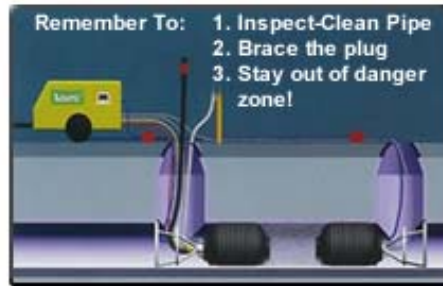 Remember To: 1. Inspect-Clean Pipe
2. Brace the plug
3. Stay out of danger
zone!